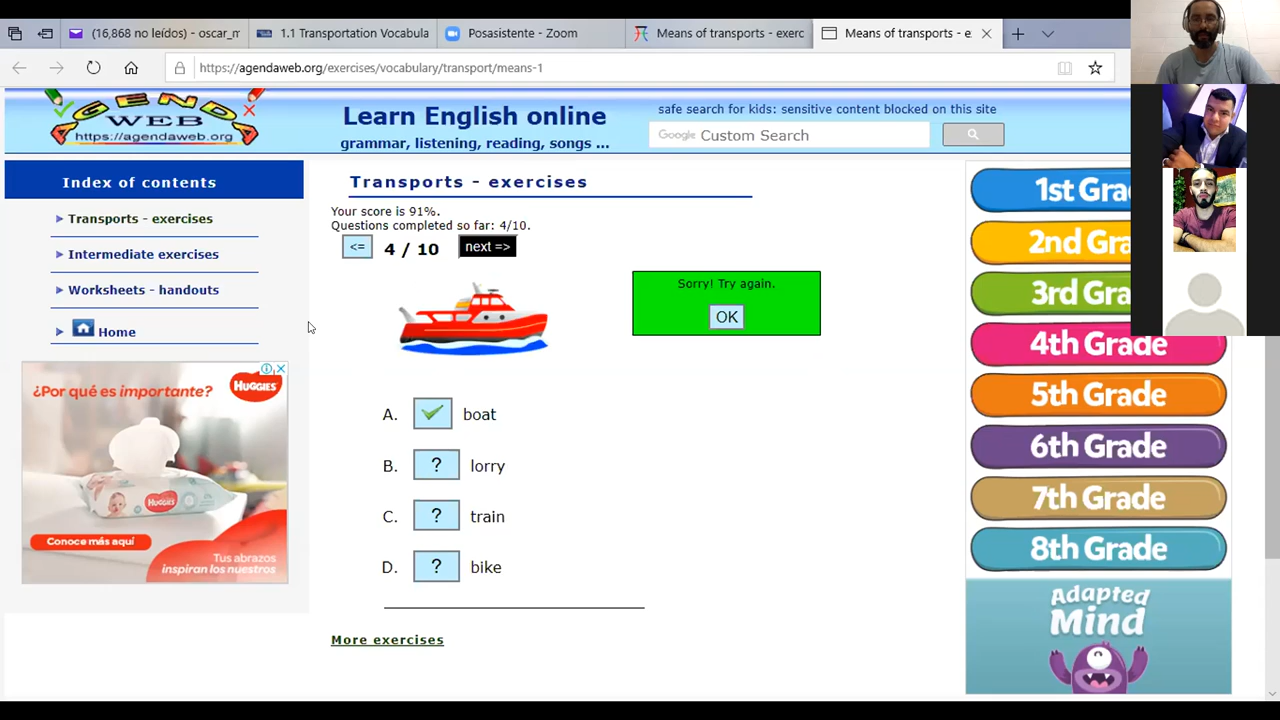 (16,868 no leídos) - oscar_m
1.1 Transportation Vocabula
Posasistente - Zoom
Means of transports - exerc
Means of transports - e
https://agendaweb.org/exercises/vocabulary/transport/means-1
AGENDA
WEB
https://agendaweb.org
Learn English online
grammar, listening, reading, songs ...
safe search for kids: sensitive content blocked on this site
Google Custom Search
Index of contents
Transports - exercises
Intermediate exercises
Worksheets - handouts
Home
¿Por qué es importante?
HUGGIES
HUGGIES
Conoce más aquí
Tus abrazos
inspiran los nuestros
Transports - exercises
Your score is 91%.
Questions completed so far: 4/10.
<= 4 / 10 next =>
Sorry! Try again.
OK
A. boat
B. ? lorry
C. ? train
D. ? bike
More exercises
1st Gra
2nd Gra
3rd Gra
4th Grade
5th Grade
6th Grade
7th Grade
8th Grade
Adapted
Mind